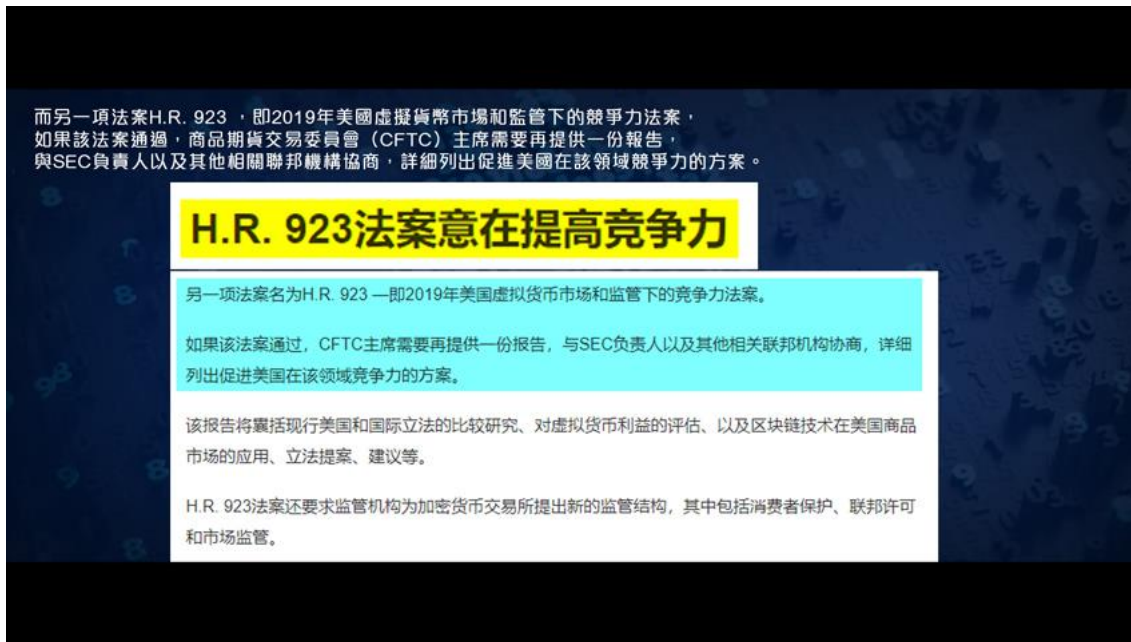 而另一項法案H.R. 923 ,即2019年美國虛擬貨幣市場和監管下的競爭力法案,
如果該法案通過,商品期貨交易委員會(CFTC)主席需要再提供一份報告,
與SEC負責人以及其他相關聯邦機構協商,詳細列出促進美國在該領域競爭力的方案。
H.R. 923法案意在提高竞争力
另一项法案名为H.R. 923 —即2019年美国虚拟货币市场和监管下的竞争力法案。
如果该法案通过，CFTC主席需要再提供一份报告，与SEC负责人以及其他相关联邦机构协商，详细
列出促进美国在该领域竞争力的方案。
该报告将囊括现行美国和国际立法的比较研究、对虚拟货币利益的评估、以及区块链技术在美国商品
市场的应用、立法提案、建议等。
H.R. 923法案还要求监管机构为加密货币交易所提出新的监管结构，其中包括消费者保护、联邦许可
和市场监管。